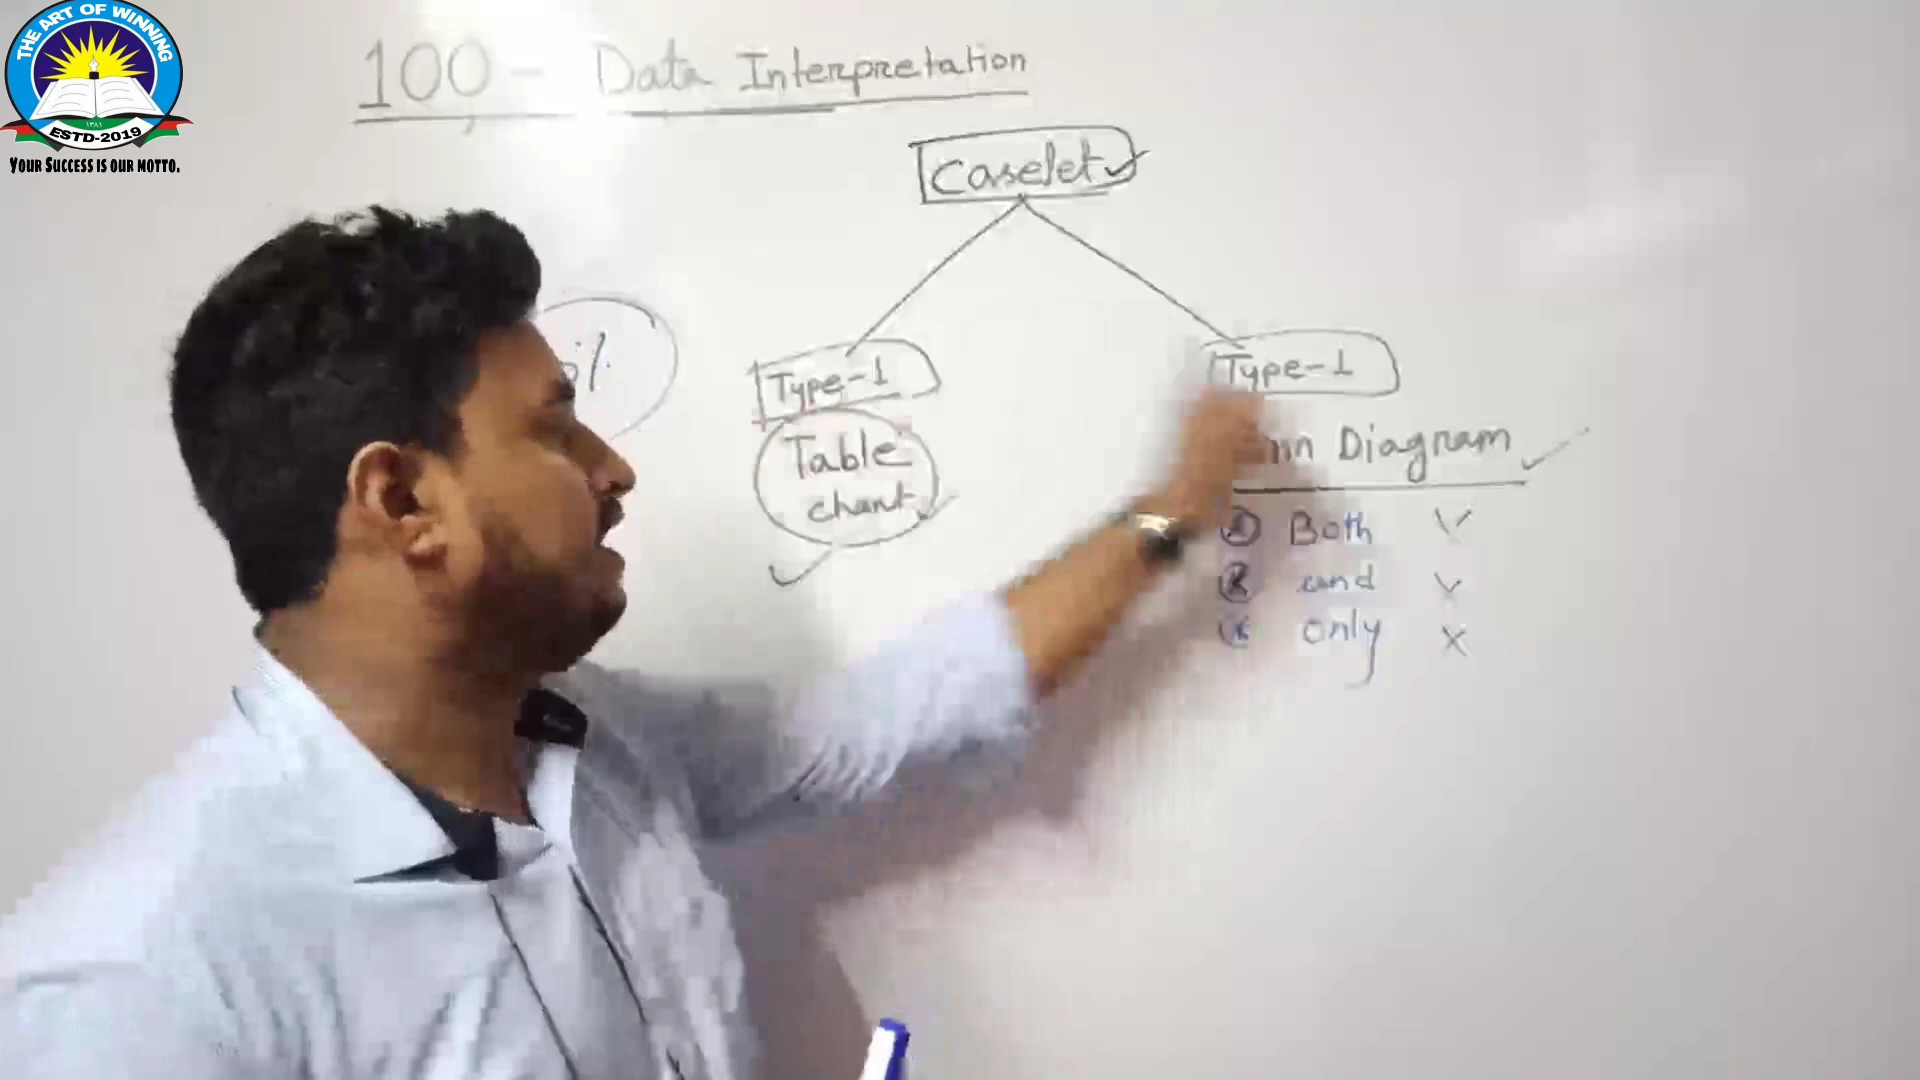 THE ART OF WINNING
١٣٨١
ESTD-2019
YOUR SUCCESS IS OUR MOTTO.
100 - Data Interpretation
Caselet
Type-1
Table
chart
Type-1
Diagram
Both
and
only